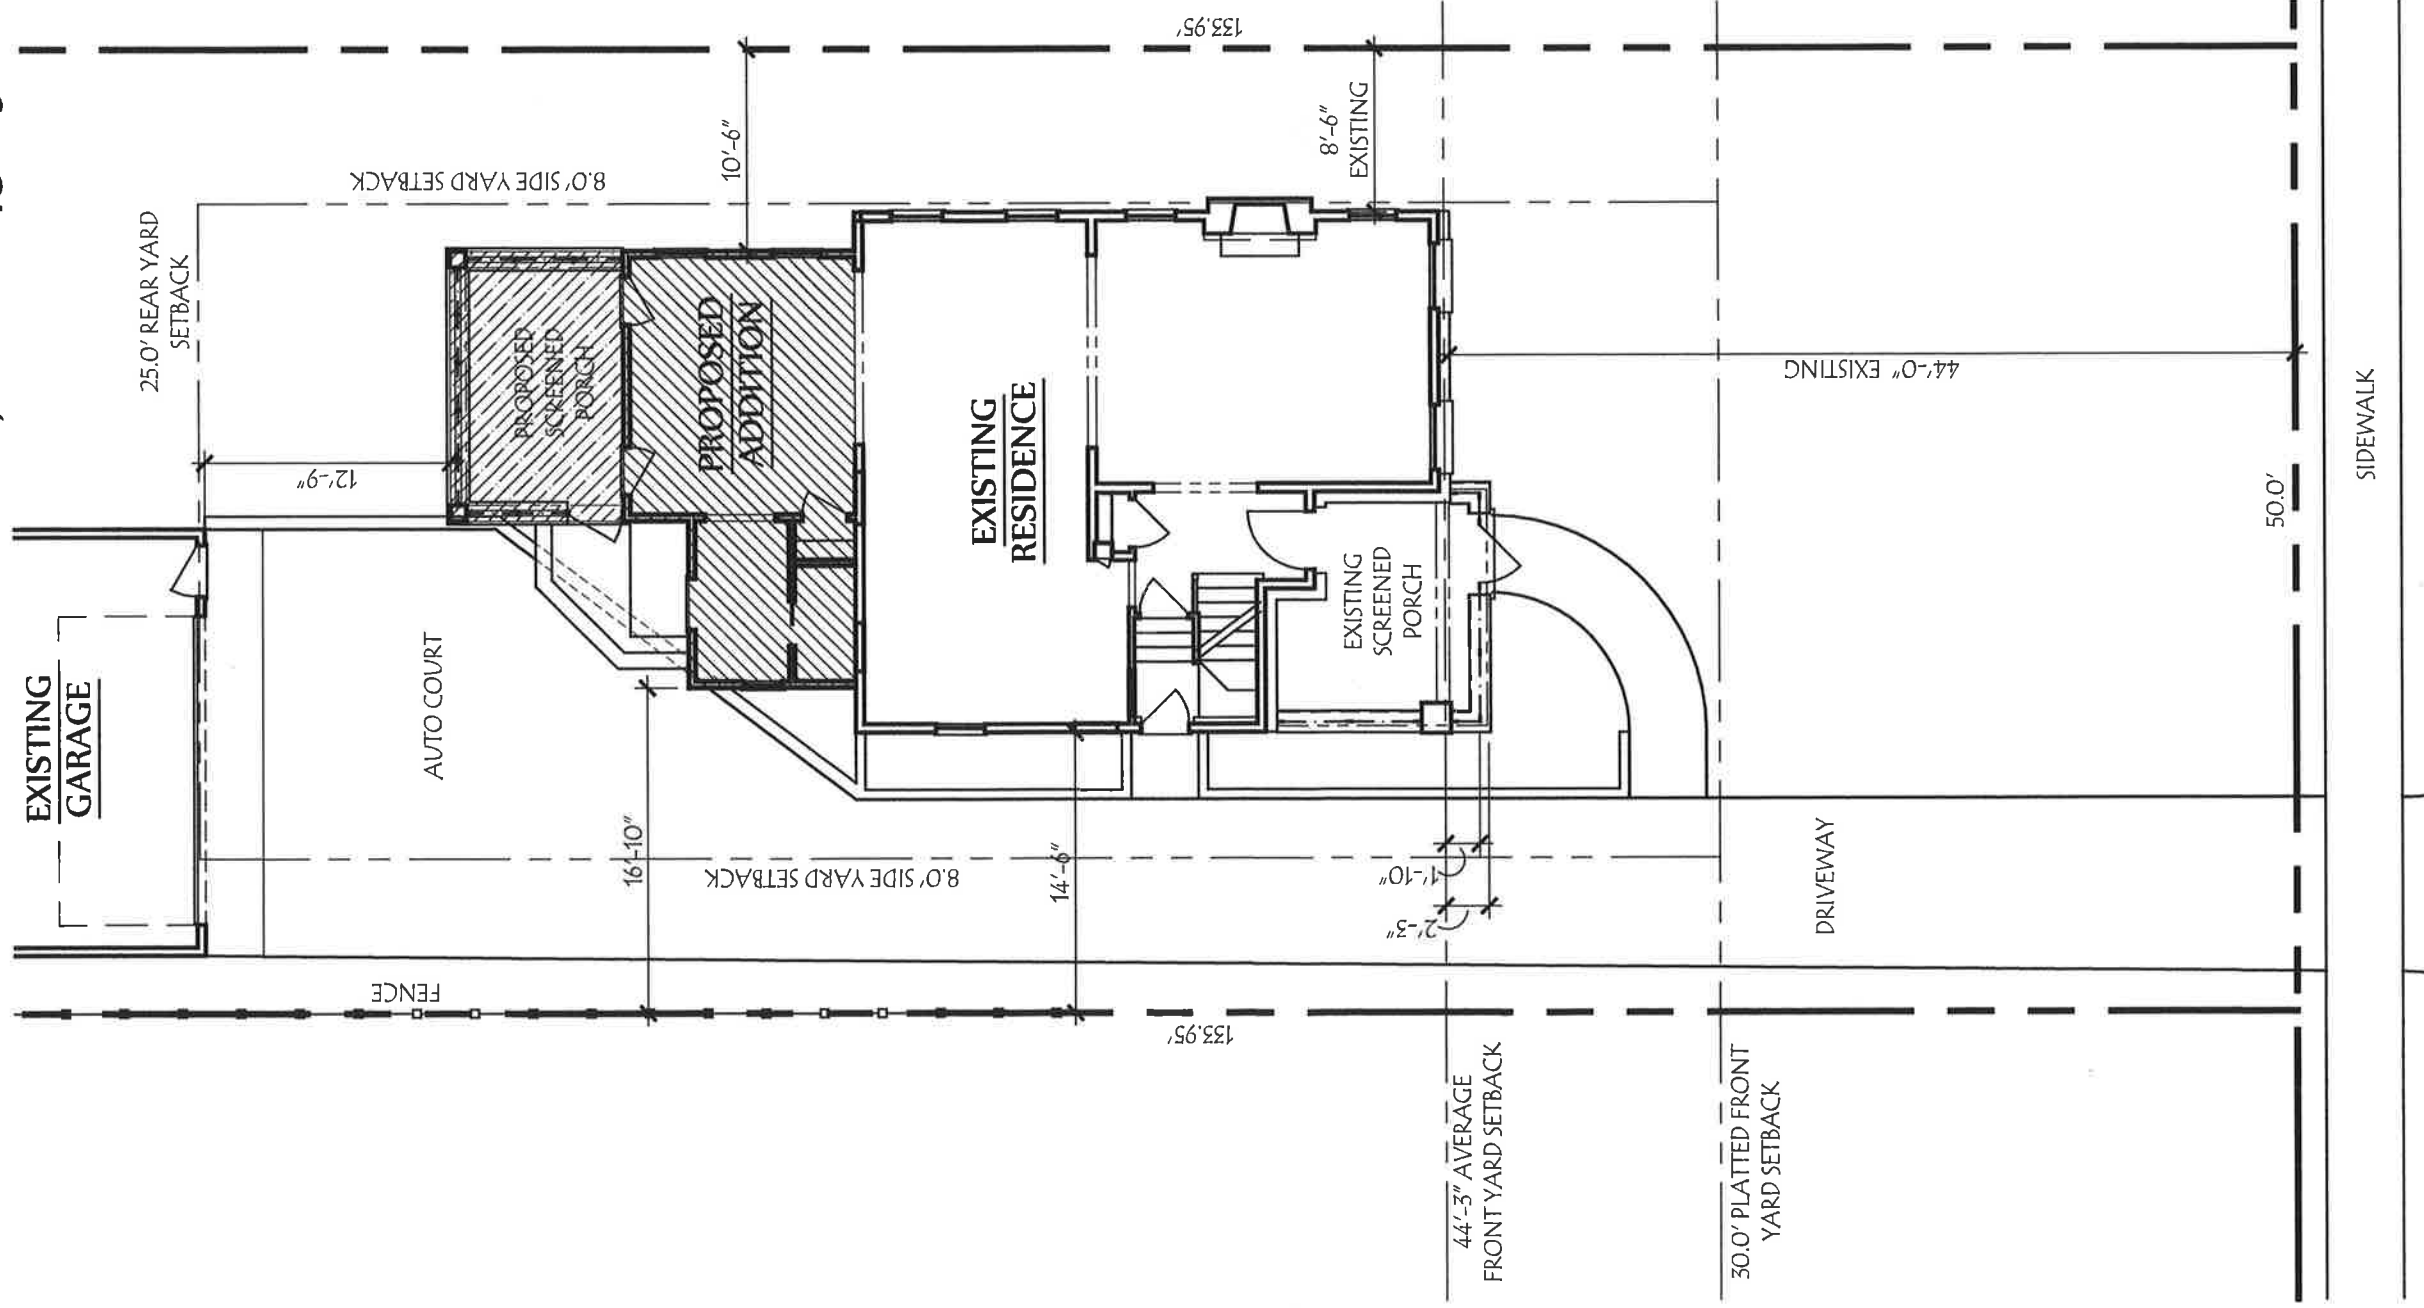 EXISTING
GARAGE
AUTO COURT
FENCE
25.0' REAR YARD
SETBACK
12'-9"
8.0' SIDE YARD SETBACK
PROPOSED
SCREENED
PORCH
PROPOSED
ADDITION
10'-6"
16'-10"
8.0' SIDE YARD SETBACK
EXISTING
RESIDENCE
14'-6"
133.95'
133.95'
8'-6"
EXISTING
EXISTING
SCREENED
PORCH
1'-10"
2'-3"
44'-3" AVERAGE
FRONT YARD SETBACK
30.0' PLATTED FRONT
YARD SETBACK
44'-0" EXISTING
DRIVEWAY
50.0'
SIDEWALK